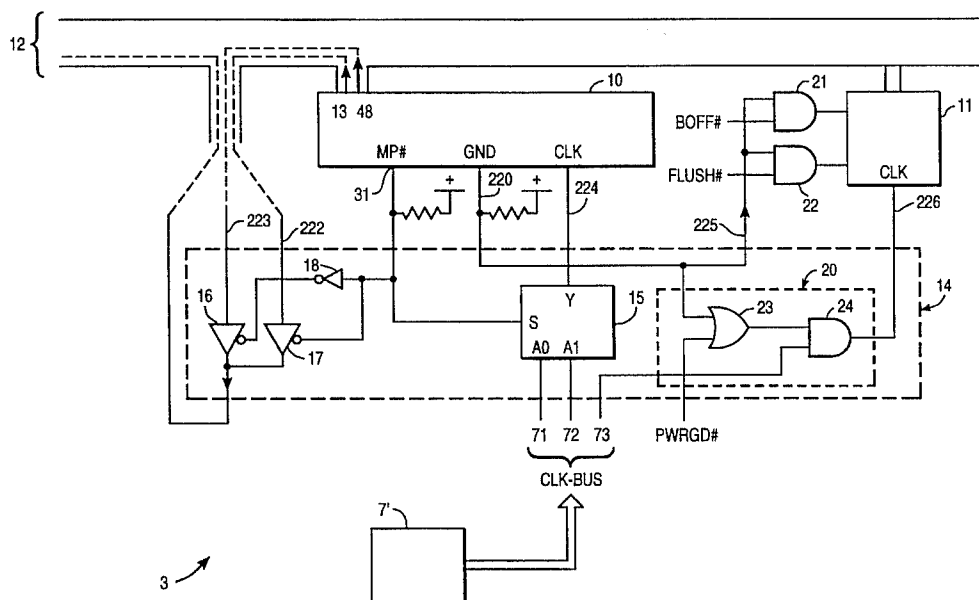 12
10
13 48
21
11
BOFF#
MP# GND CLK
FLUSH#
CLK
31
+
220
+
224
22
226
223
222
225
18
20
14
16
15
23
24
Y
S
17
A0 A1
71 72 73
PWRGD#
CLK-BUS
7'
3